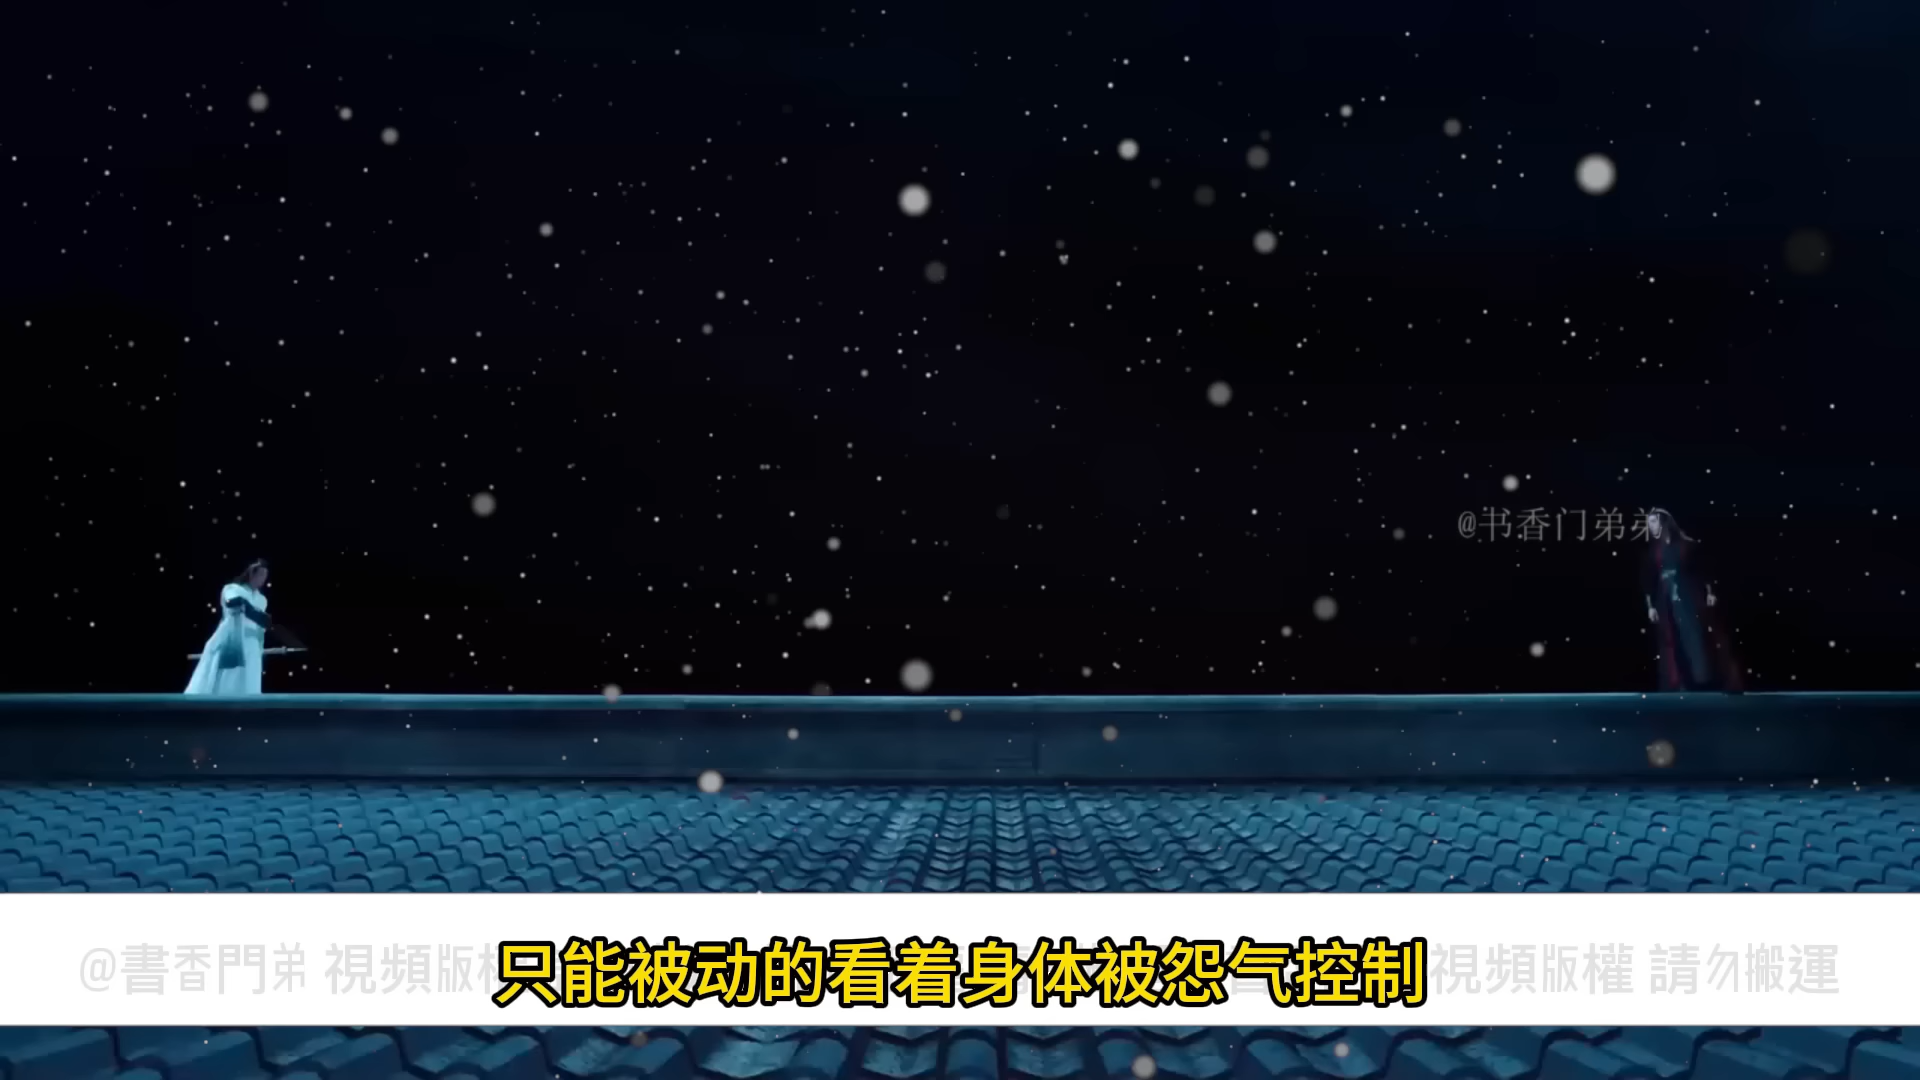 @书香门弟弟
@書香門弟 視頻版權 視頻版權 請勿搬運
只能被动的看着身体被怨气控制